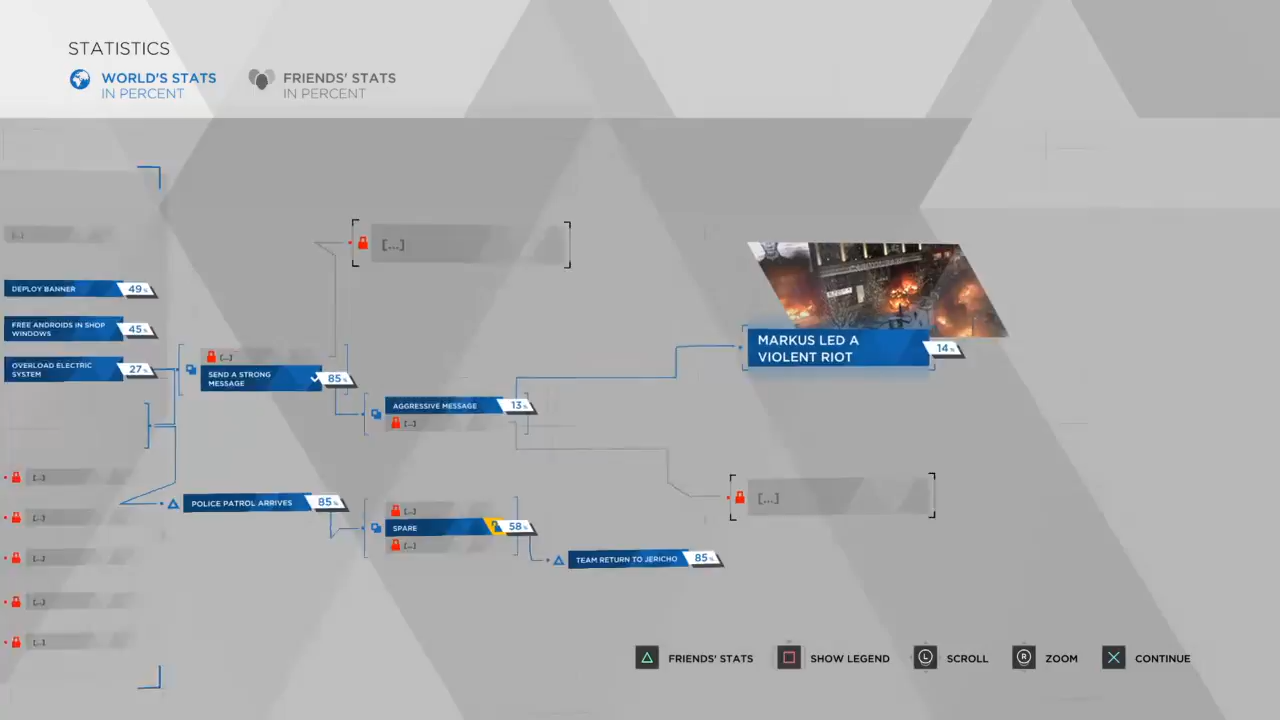 STATISTICS
WORLD'S STATS
IN PERCENT
FRIENDS' STATS
IN PERCENT
[...]
DEPLOY BANNER 49%
FREE ANDROIDS IN SHOP
WINDOWS 45%
OVERLOAD ELECTRIC
SYSTEM 27%
[...]
[...]
[...]
[...]
[...]
[...]
SEND A STRONG
MESSAGE 85%
POLICE PATROL ARRIVES 85%
[...]
AGGRESSIVE MESSAGE 13%
[...]
[...]
SPARE 58%
[...]
TEAM RETURN TO JERICHO 85%
MARKUS LED A
VIOLENT RIOT 14%
[...]
FRIENDS' STATS
SHOW LEGEND
L SCROLL
R ZOOM
CONTINUE